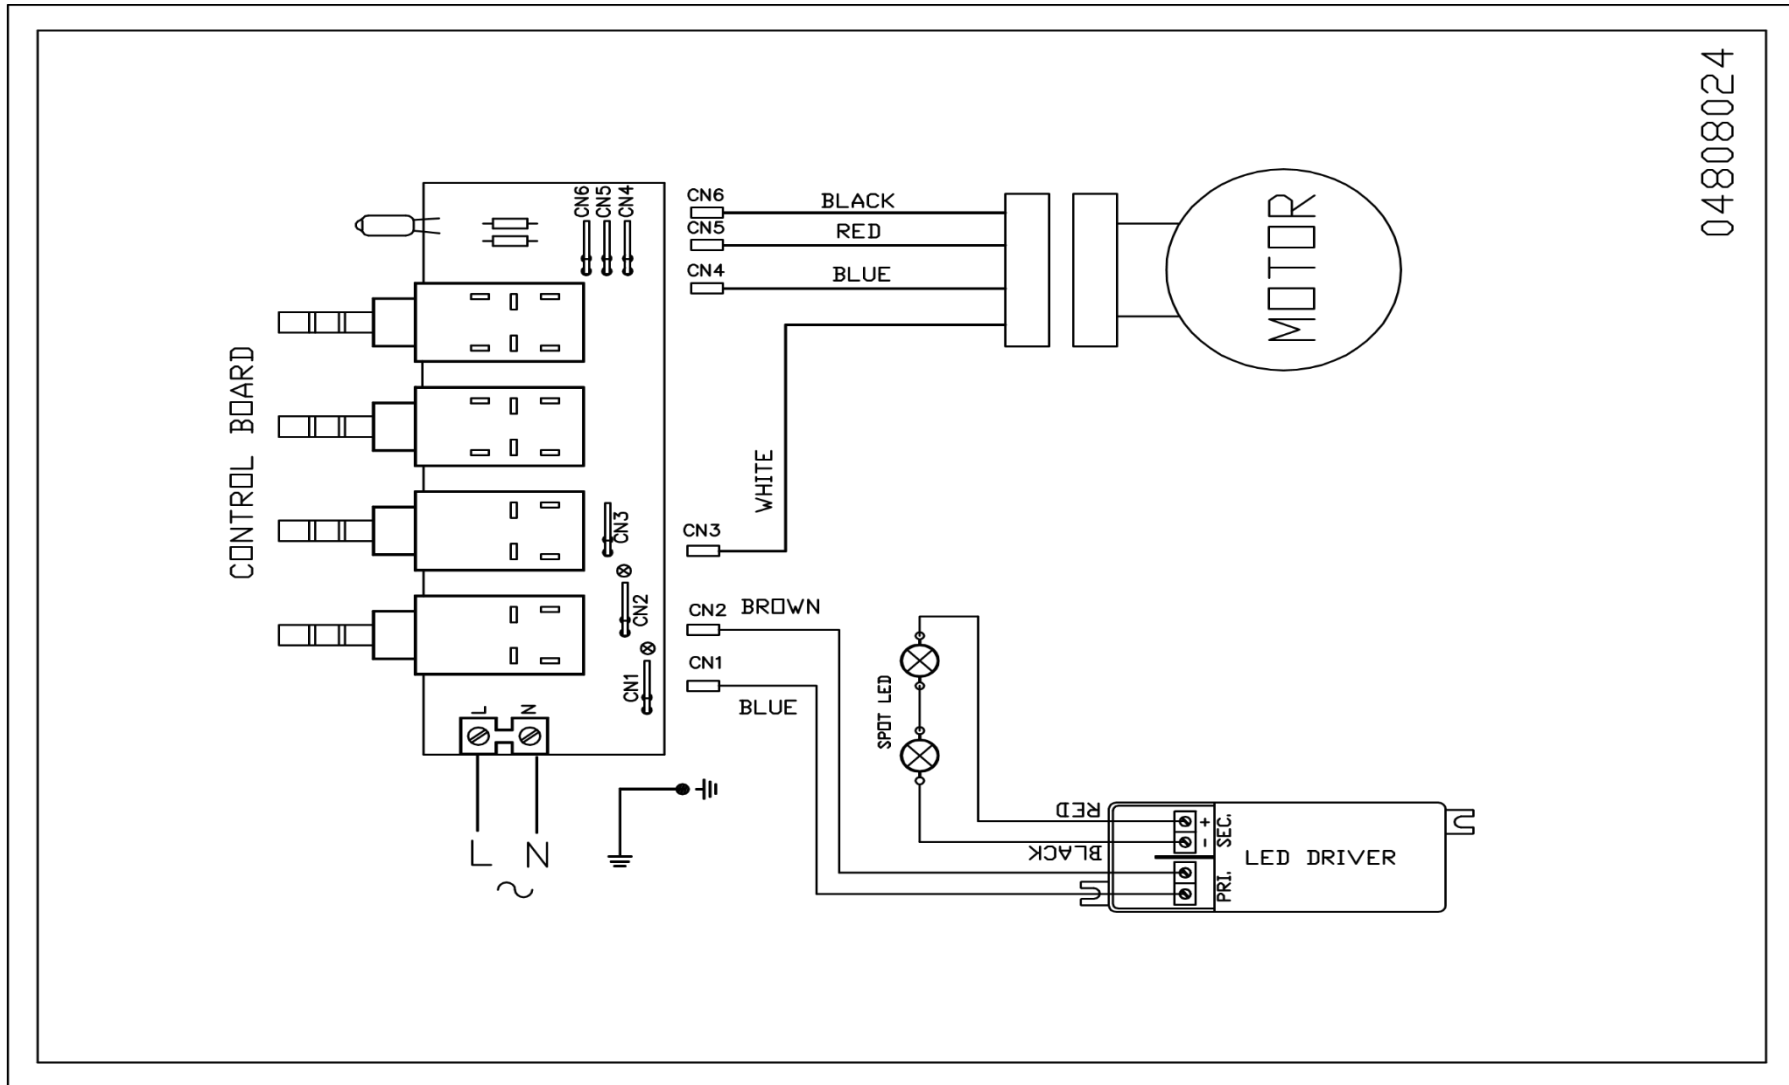 04808024
CONTROL BOARD
CN6
CN5
CN4
CN3
CN2
CN1
L
N
L
N
CN6
BLACK
CN5
RED
CN4
BLUE
WHITE
CN3
CN2
BROWN
CN1
BLUE
MOTOR
SPOT LED
RED
BLACK
+
-
SEC.
PRI.
LED DRIVER